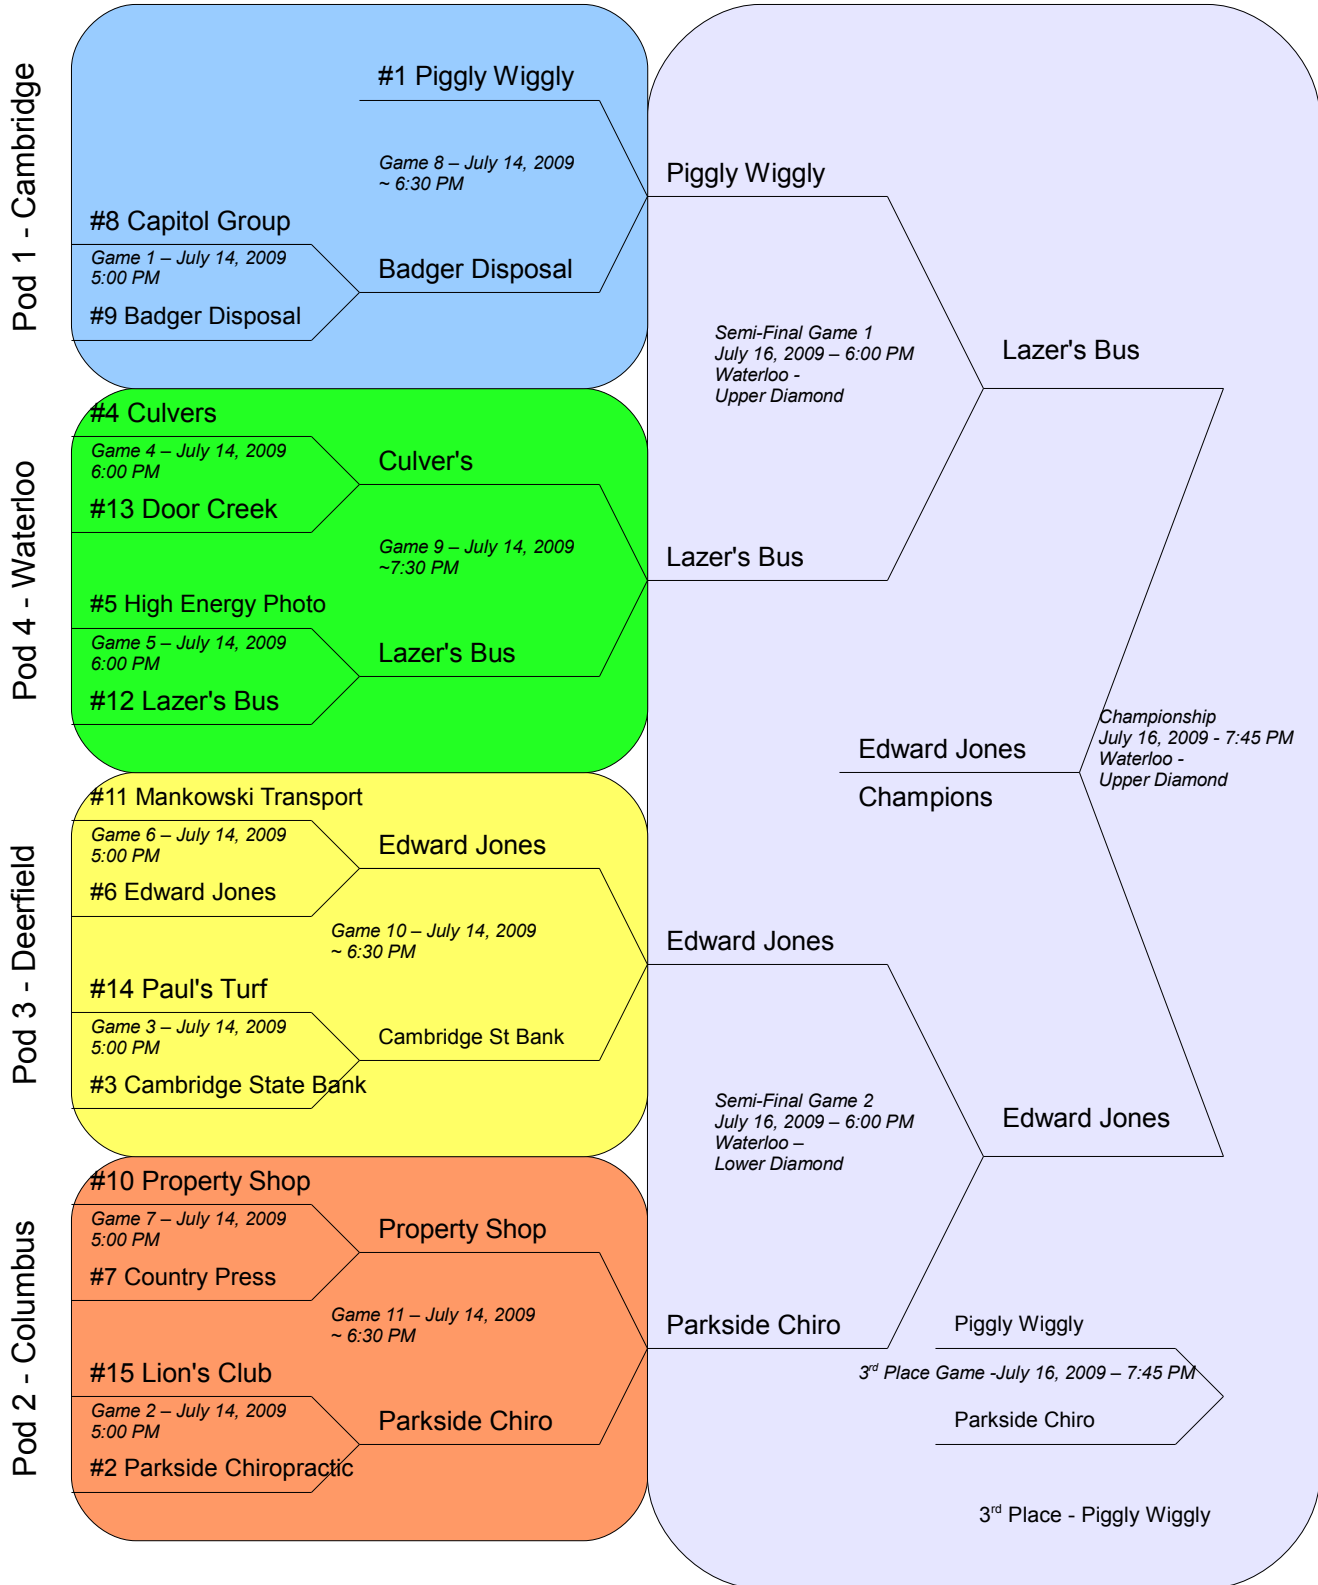 Pod 1 - Cambridge
#1 Piggly Wiggly
Game 8 – July 14, 2009
~ 6:30 PM
#8 Capitol Group
Game 1 – July 14, 2009
5:00 PM
#9 Badger Disposal
Badger Disposal
Piggly Wiggly
Pod 4 - Waterloo
#4 Culvers
Game 4 – July 14, 2009
6:00 PM
#13 Door Creek
Culver's
Game 9 – July 14, 2009
~7:30 PM
#5 High Energy Photo
Game 5 – July 14, 2009
6:00 PM
#12 Lazer's Bus
Lazer's Bus
Lazer's Bus
Semi-Final Game 1
July 16, 2009 – 6:00 PM
Waterloo -
Upper Diamond
Lazer's Bus
Pod 3 - Deerfield
#11 Mankowski Transport
Game 6 – July 14, 2009
5:00 PM
#6 Edward Jones
Edward Jones
Game 10 – July 14, 2009
~ 6:30 PM
#14 Paul's Turf
Game 3 – July 14, 2009
5:00 PM
#3 Cambridge State Bank
Cambridge St Bank
Edward Jones
Pod 2 - Columbus
#10 Property Shop
Game 7 – July 14, 2009
5:00 PM
#7 Country Press
Property Shop
Game 11 – July 14, 2009
~ 6:30 PM
#15 Lion's Club
Game 2 – July 14, 2009
5:00 PM
#2 Parkside Chiropractic
Parkside Chiro
Parkside Chiro
Semi-Final Game 2
July 16, 2009 – 6:00 PM
Waterloo –
Lower Diamond
Edward Jones
Championship
July 16, 2009 - 7:45 PM
Waterloo -
Upper Diamond
Edward Jones
Champions
Piggly Wiggly
3rd Place Game -July 16, 2009 – 7:45 PM
Parkside Chiro
3rd Place - Piggly Wiggly